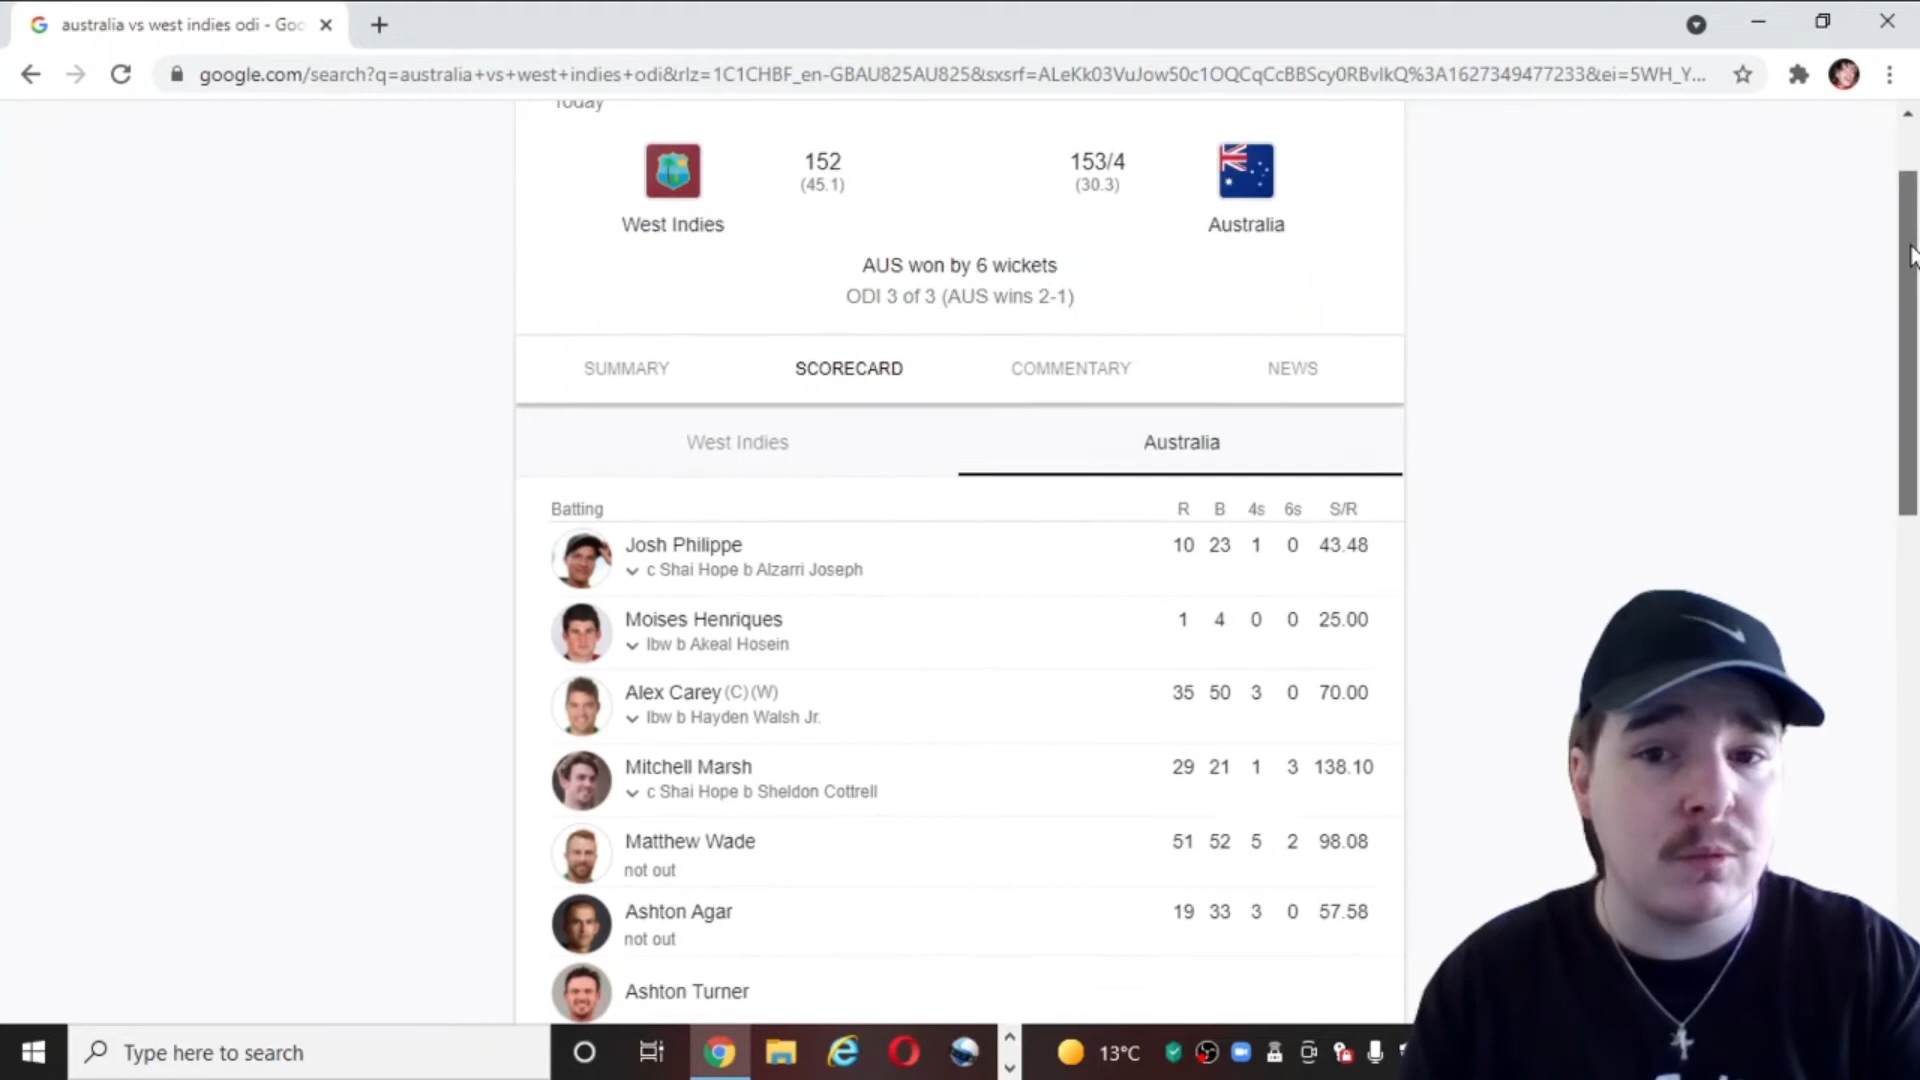 australia vs west indies odi - Goo
google.com/search?q=australia+vs+west+indies+odi&rlz=1C1CHBF_en-GBAU825AU825&sxsrf=ALeKk03VuJow50c1OQCqCcBBScy0RBvIkQ%3A1627349477233&ei=5WH_Y...
Today
152
153/4
(45.1)
(30.3)
West Indies
Australia
AUS won by 6 wickets
ODI 3 of 3 (AUS wins 2-1)
SUMMARY SCORECARD COMMENTARY NEWS
West Indies Australia
Batting R B 4s 6s S/R
Josh Philippe 10 23 1 0 43.48
c Shai Hope b Alzarri Joseph
Moises Henriques 1 4 0 0 25.00
lbw b Akeal Hosein
Alex Carey (C) (W) 35 50 3 0 70.00
lbw b Hayden Walsh Jr.
Mitchell Marsh 29 21 1 3 138.10
c Shai Hope b Sheldon Cottrell
Matthew Wade 51 52 5 2 98.08
not out
Ashton Agar 19 33 3 0 57.58
not out
Ashton Turner
Type here to search 13°C